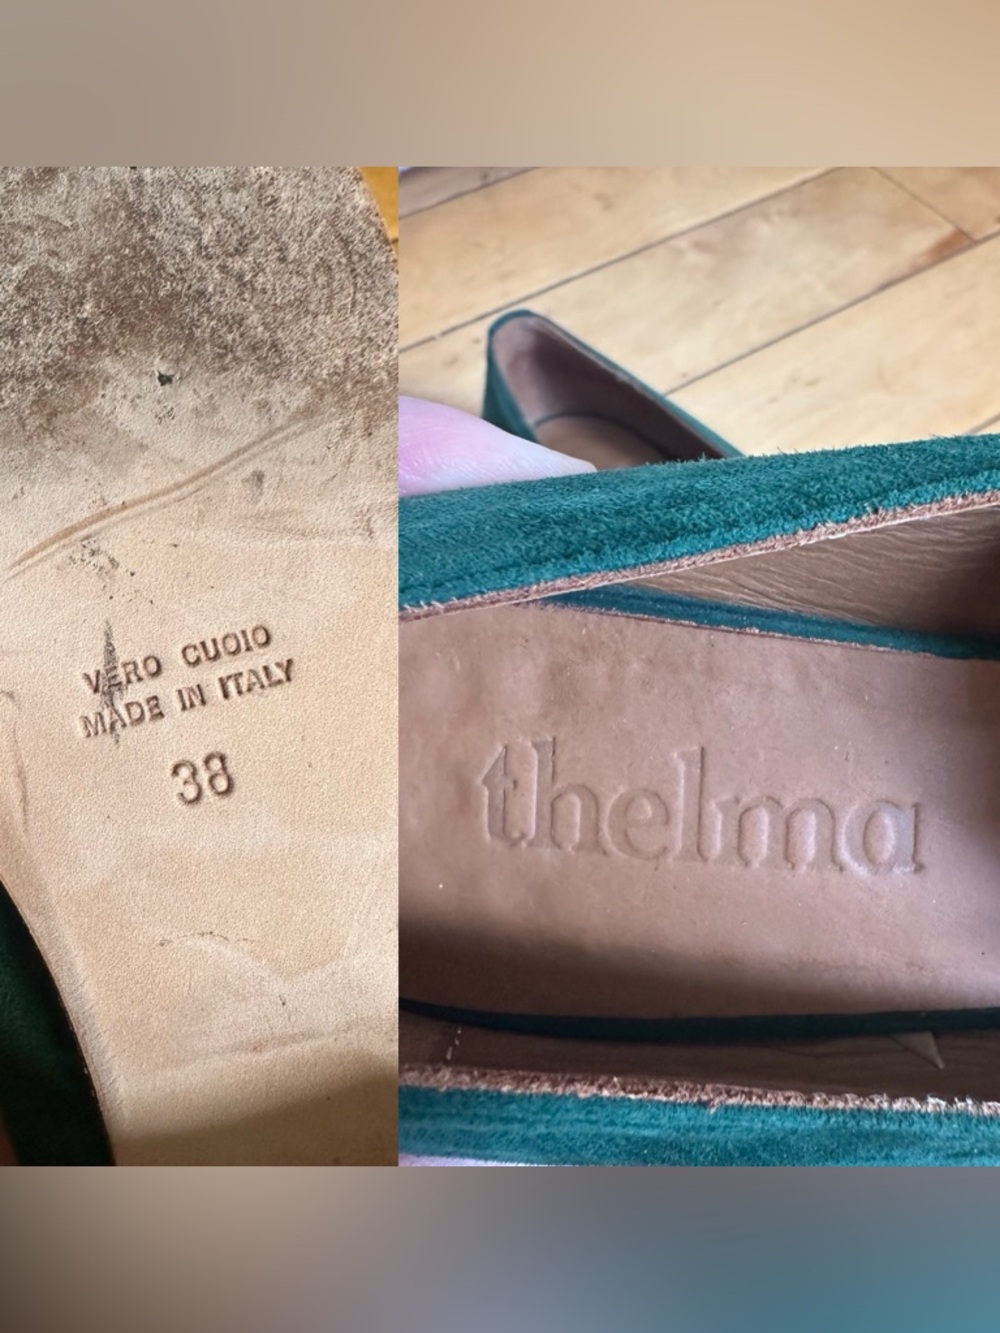 VERO CUOIO
MADE IN ITALY
38
thelma